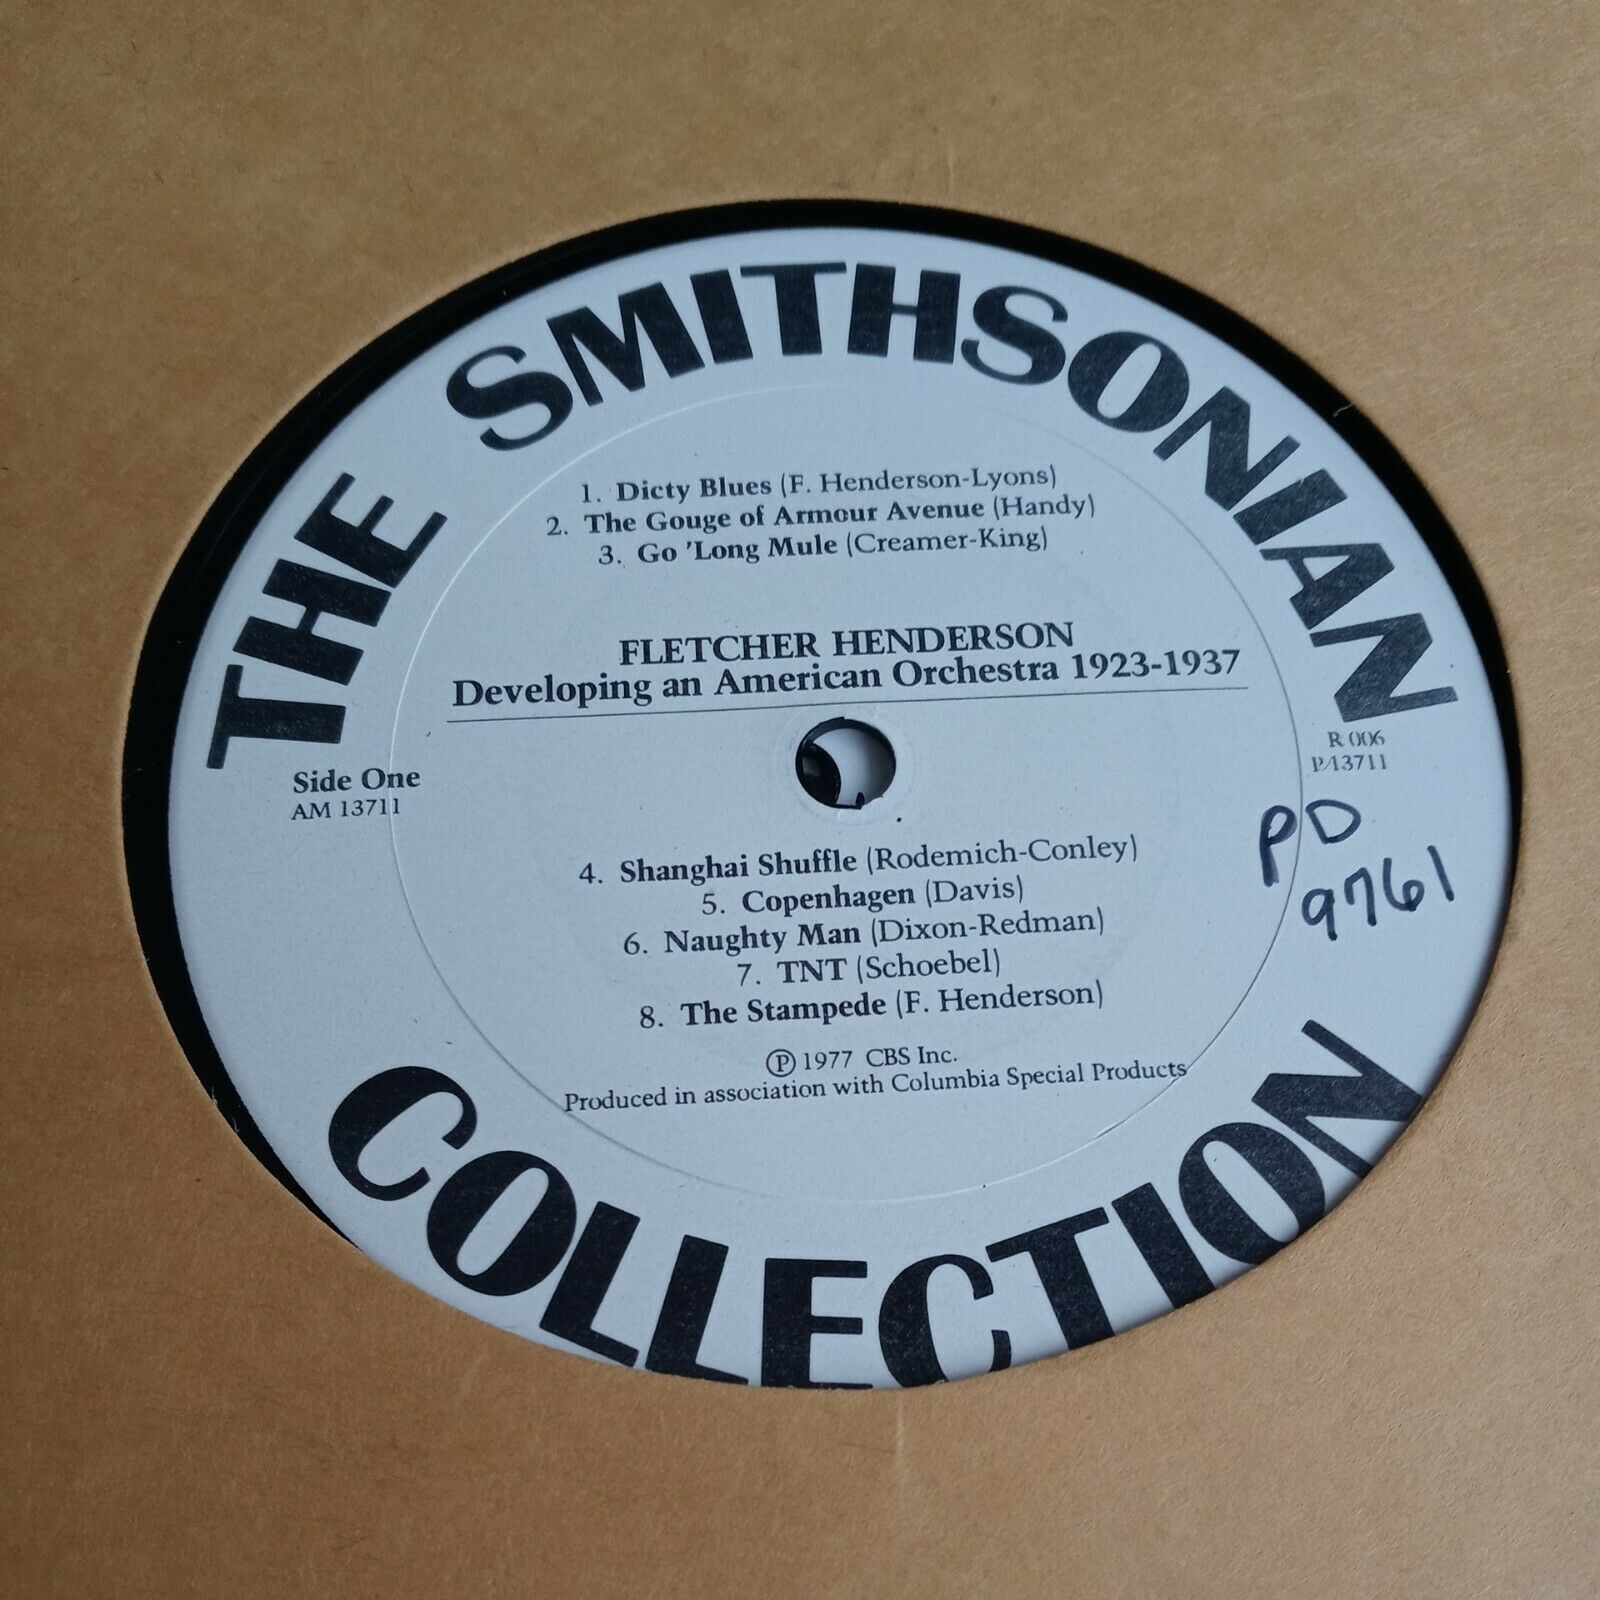 THE SMITHSONIAN
1. Dicty Blues (F. Henderson-Lyons)
2. The Gouge of Armour Avenue (Handy)
3. Go 'Long Mule (Creamer-King)
FLETCHER HENDERSON
Developing an American Orchestra 1923-1937
Side One
AM 13711
R 006
P/13711
PD
9761
4. Shanghai Shuffle (Rodemich-Conley)
5. Copenhagen (Davis)
6. Naughty Man (Dixon-Redman)
7. TNT (Schoebel)
8. The Stampede (F. Henderson)
Ⓟ 1977 CBS Inc.
Produced in association with Columbia Special Products
COLLECTION